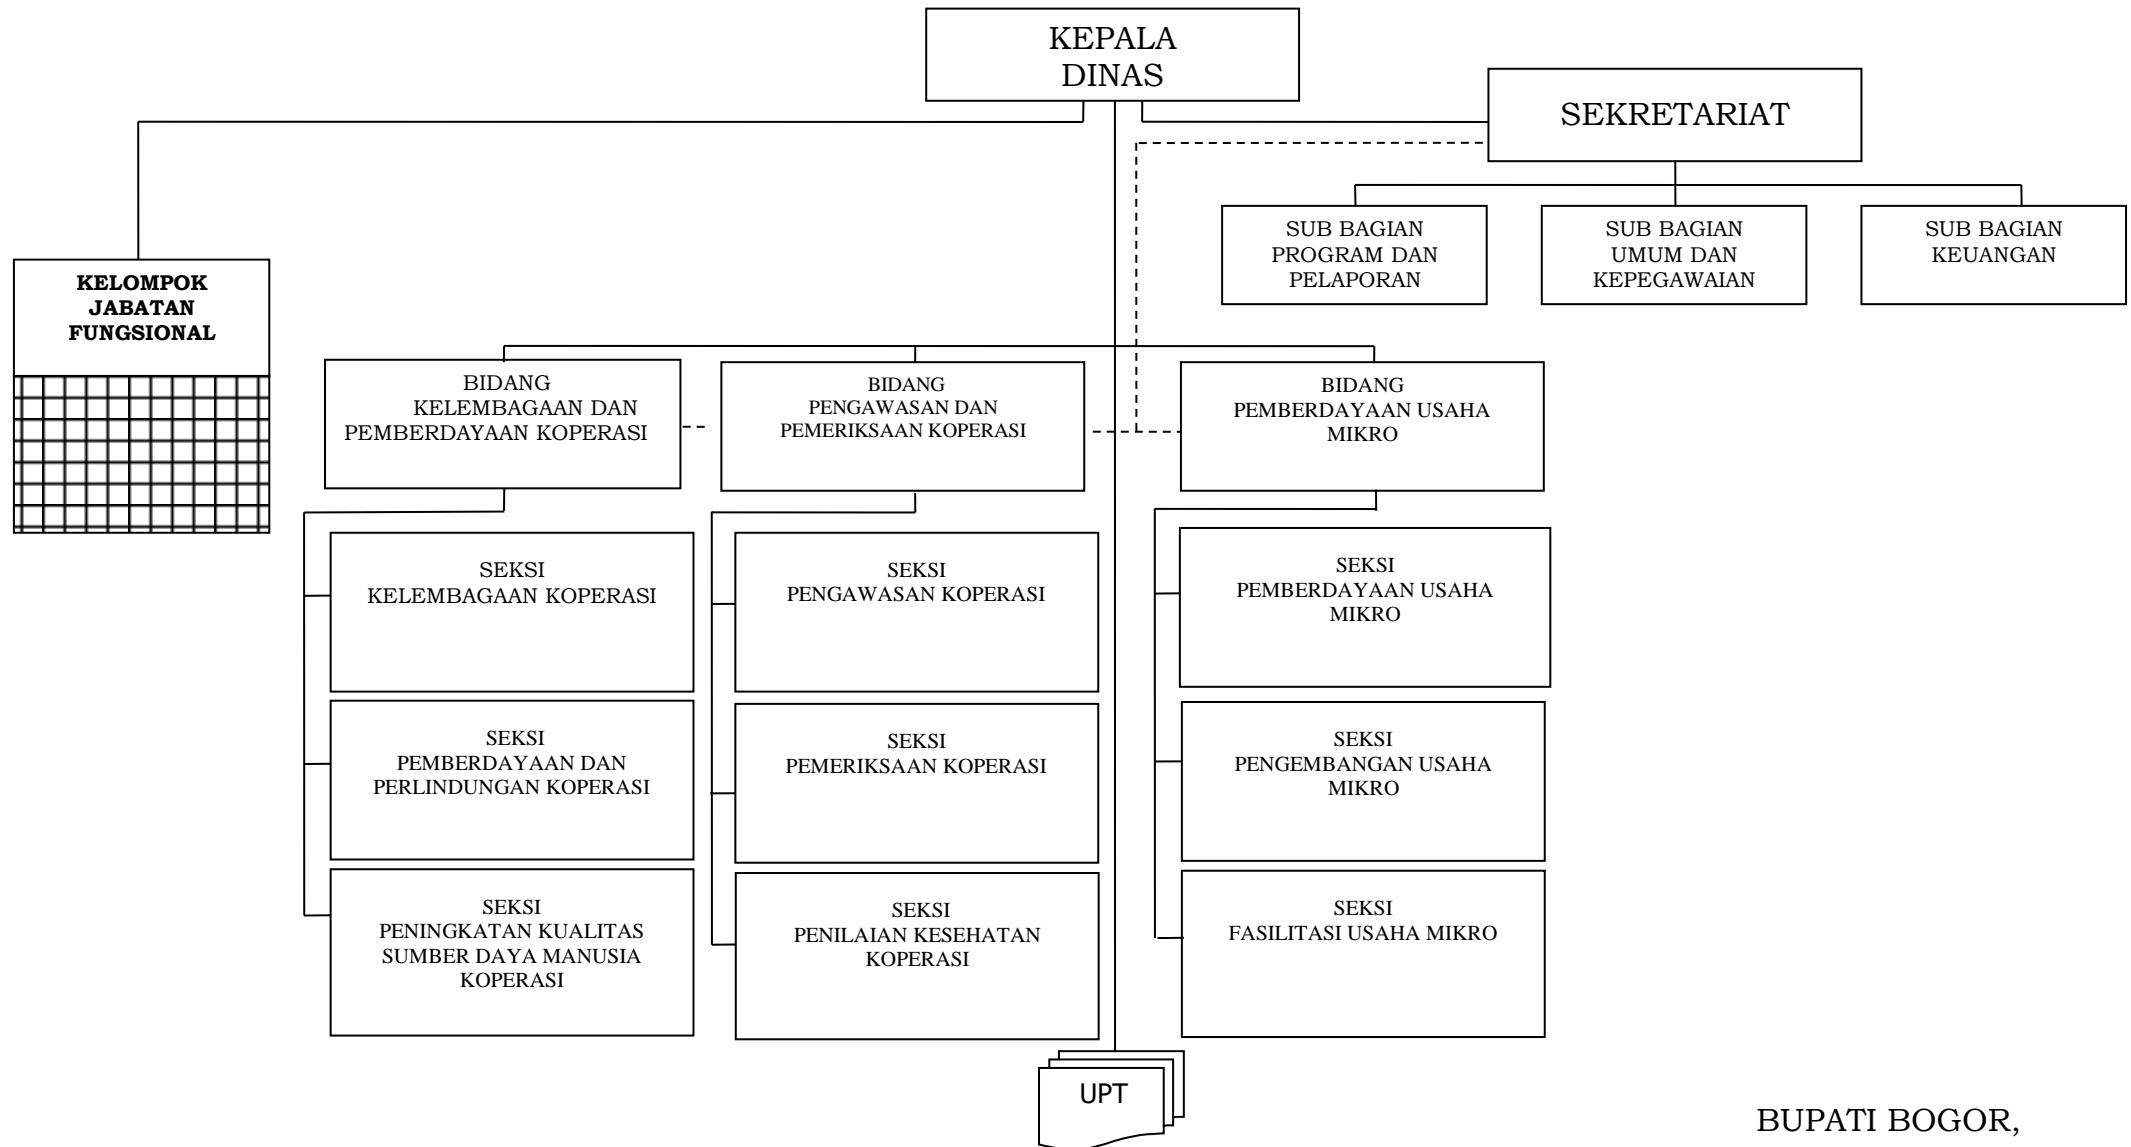 KEPALA
DINAS
SEKRETARIAT
SUB BAGIAN
PROGRAM DAN
PELAPORAN
SUB BAGIAN
UMUM DAN
KEPEGAWAIAN
SUB BAGIAN
KEUANGAN
KELOMPOK
JABATAN
FUNGSIONAL
BIDANG
KELEMBAGAAN DAN
PEMBERDAYAAN KOPERASI
BIDANG
PENGAWASAN DAN
PEMERIKSAAN KOPERASI
BIDANG
PEMBERDAYAAN USAHA
MIKRO
SEKSI
KELEMBAGAAN KOPERASI
SEKSI
PENGAWASAN KOPERASI
SEKSI
PEMBERDAYAAN USAHA
MIKRO
SEKSI
PEMBERDAYAAN DAN
PERLINDUNGAN KOPERASI
SEKSI
PEMERIKSAAN KOPERASI
SEKSI
PENGEMBANGAN USAHA
MIKRO
SEKSI
PENINGKATAN KUALITAS
SUMBER DAYA MANUSIA
KOPERASI
SEKSI
PENILAIAN KESEHATAN
KOPERASI
SEKSI
FASILITASI USAHA MIKRO
UPT
BUPATI BOGOR,